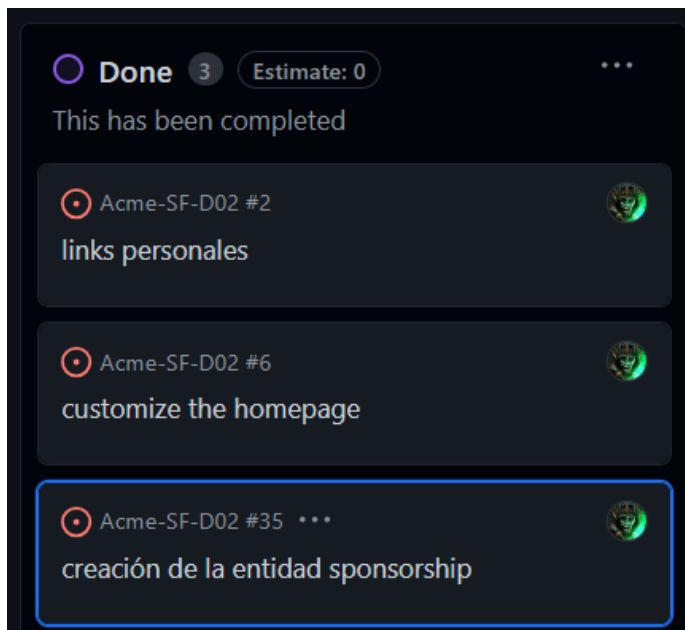 Done 3 Estimate: 0
This has been completed
Acme-SF-D02 #2
links personales
Acme-SF-D02 #6
customize the homepage
Acme-SF-D02 #35
creación de la entidad sponsorship